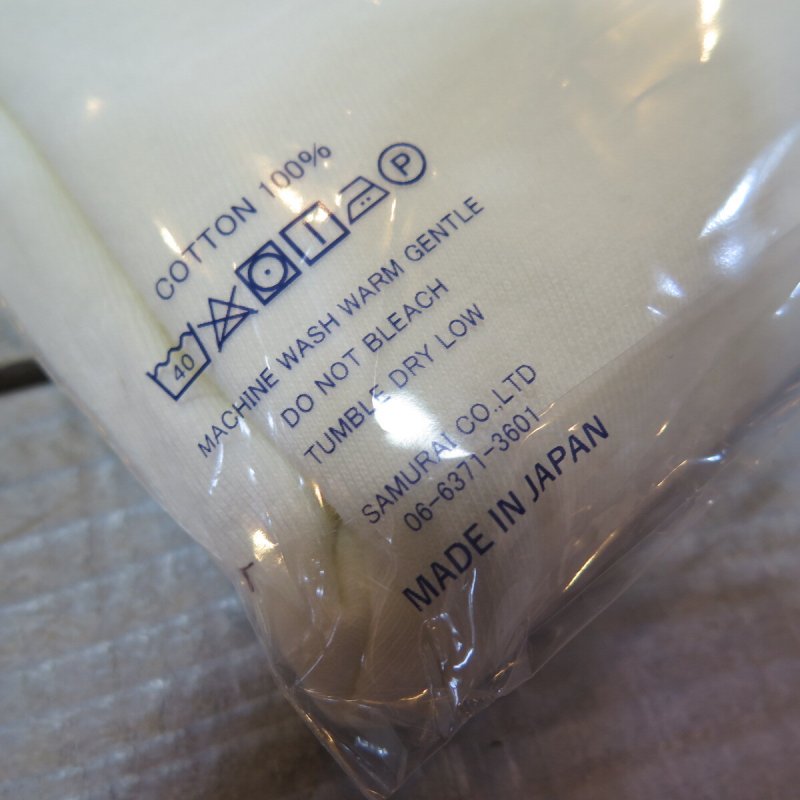 COTTON 100%
40 P
MACHINE WASH WARM GENTLE
DO NOT BLEACH
TUMBLE DRY LOW
SAMURAI CO.,LTD
06-6371-3601
MADE IN JAPAN